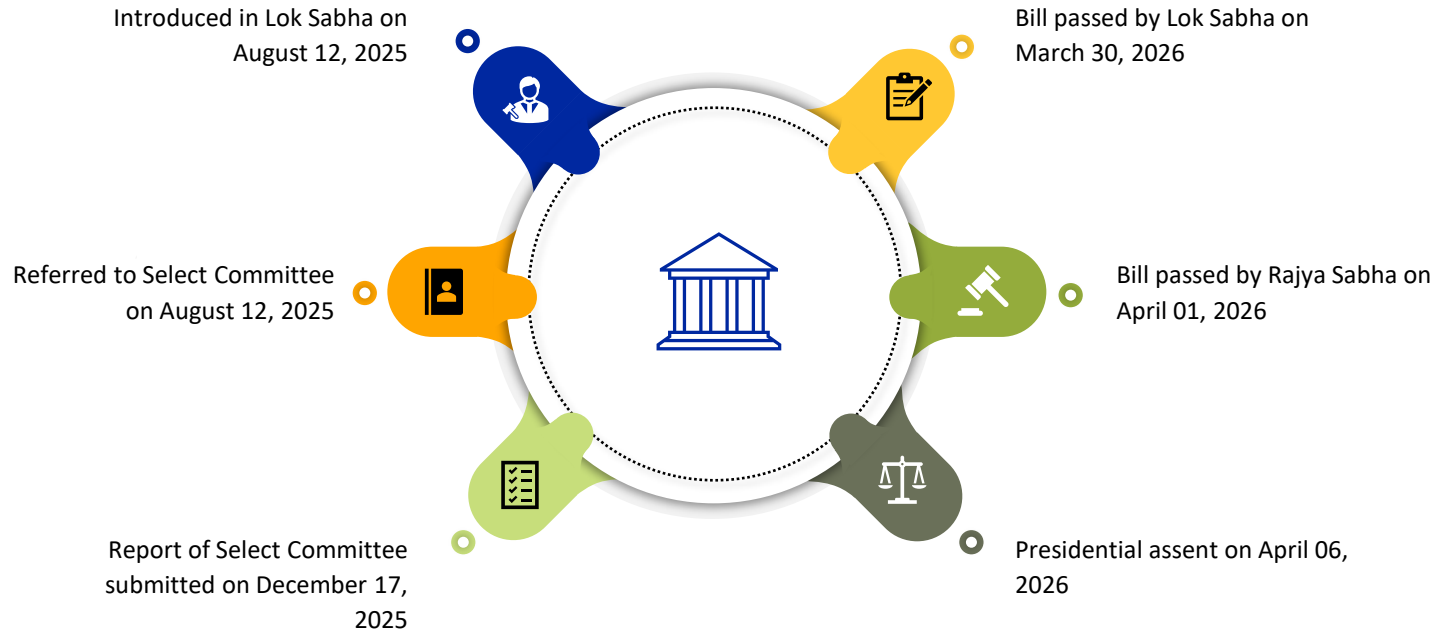 Introduced in Lok Sabha on
August 12, 2025
Referred to Select Committee
on August 12, 2025
Report of Select Committee
submitted on December 17,
2025
Bill passed by Lok Sabha on
March 30, 2026
Bill passed by Rajya Sabha on
April 01, 2026
Presidential assent on April 06,
2026